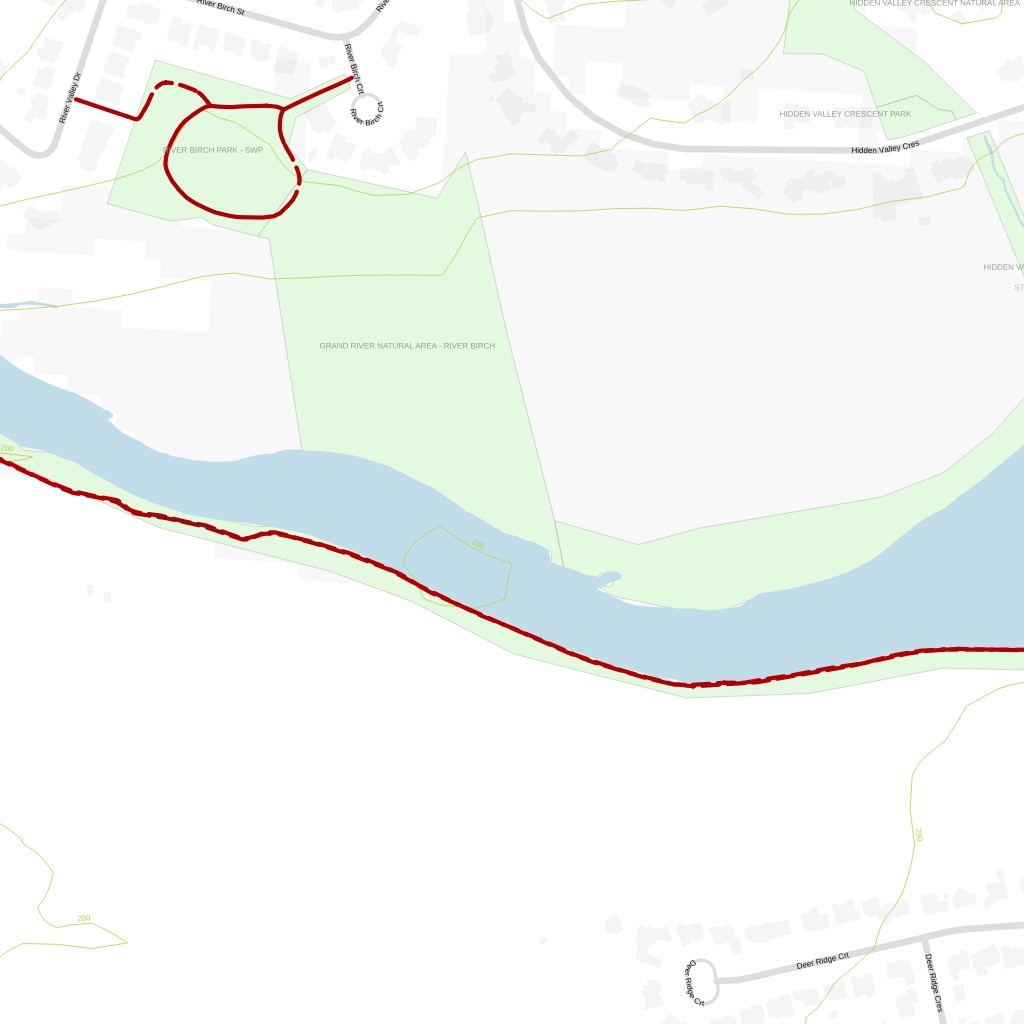 HIDDEN VALLEY CRESCENT NATURAL AREA
River Birch St
River Valley Dr
River Birch Crt
River Birch Crt
HIDDEN VALLEY CRESCENT PARK
Hidden Valley Cres
RIVER BIRCH PARK - SWP
HIDDEN
ST
GRAND RIVER NATURAL AREA - RIVER BIRCH
280
280
290
280
Deer Ridge Crt
Deer Ridge Crt
Deer Ridge Cres